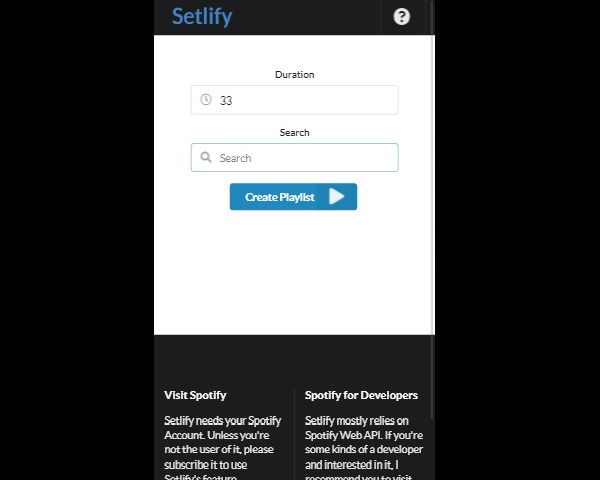 Setlify
Duration
33
Search
Search
Create Playlist
Visit Spotify
Setlify needs your Spotify
Account. Unless you're
not the user of it, please
subscribe it to use
Setlify's feature
Spotify for Developers
Setlify mostly relies on
Spotify Web API. If you're
some kinds of a developer
and interested in it, I
recommend you to visit